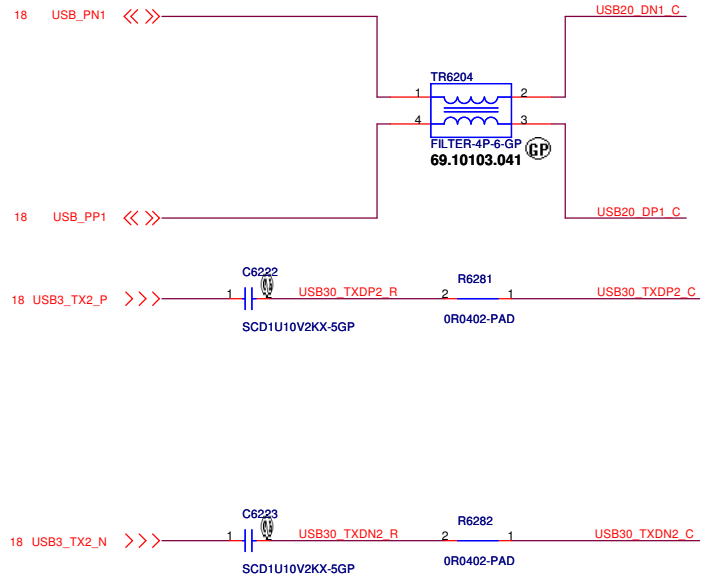 18 USB_PN1 USB20_DN1_C
TR6204
1 2
4 3
FILTER-4P-6-GP GP
69.10103.041
18 USB_PP1 USB20_DP1_C
C6222 R6281
18 USB3_TX2_P 1 2 USB30_TXDP2_R 2 1 USB30_TXDP2_C
SCD1U10V2KX-5GP 0R0402-PAD
C6223 R6282
18 USB3_TX2_N 1 2 USB30_TXDN2_R 2 1 USB30_TXDN2_C
SCD1U10V2KX-5GP 0R0402-PAD